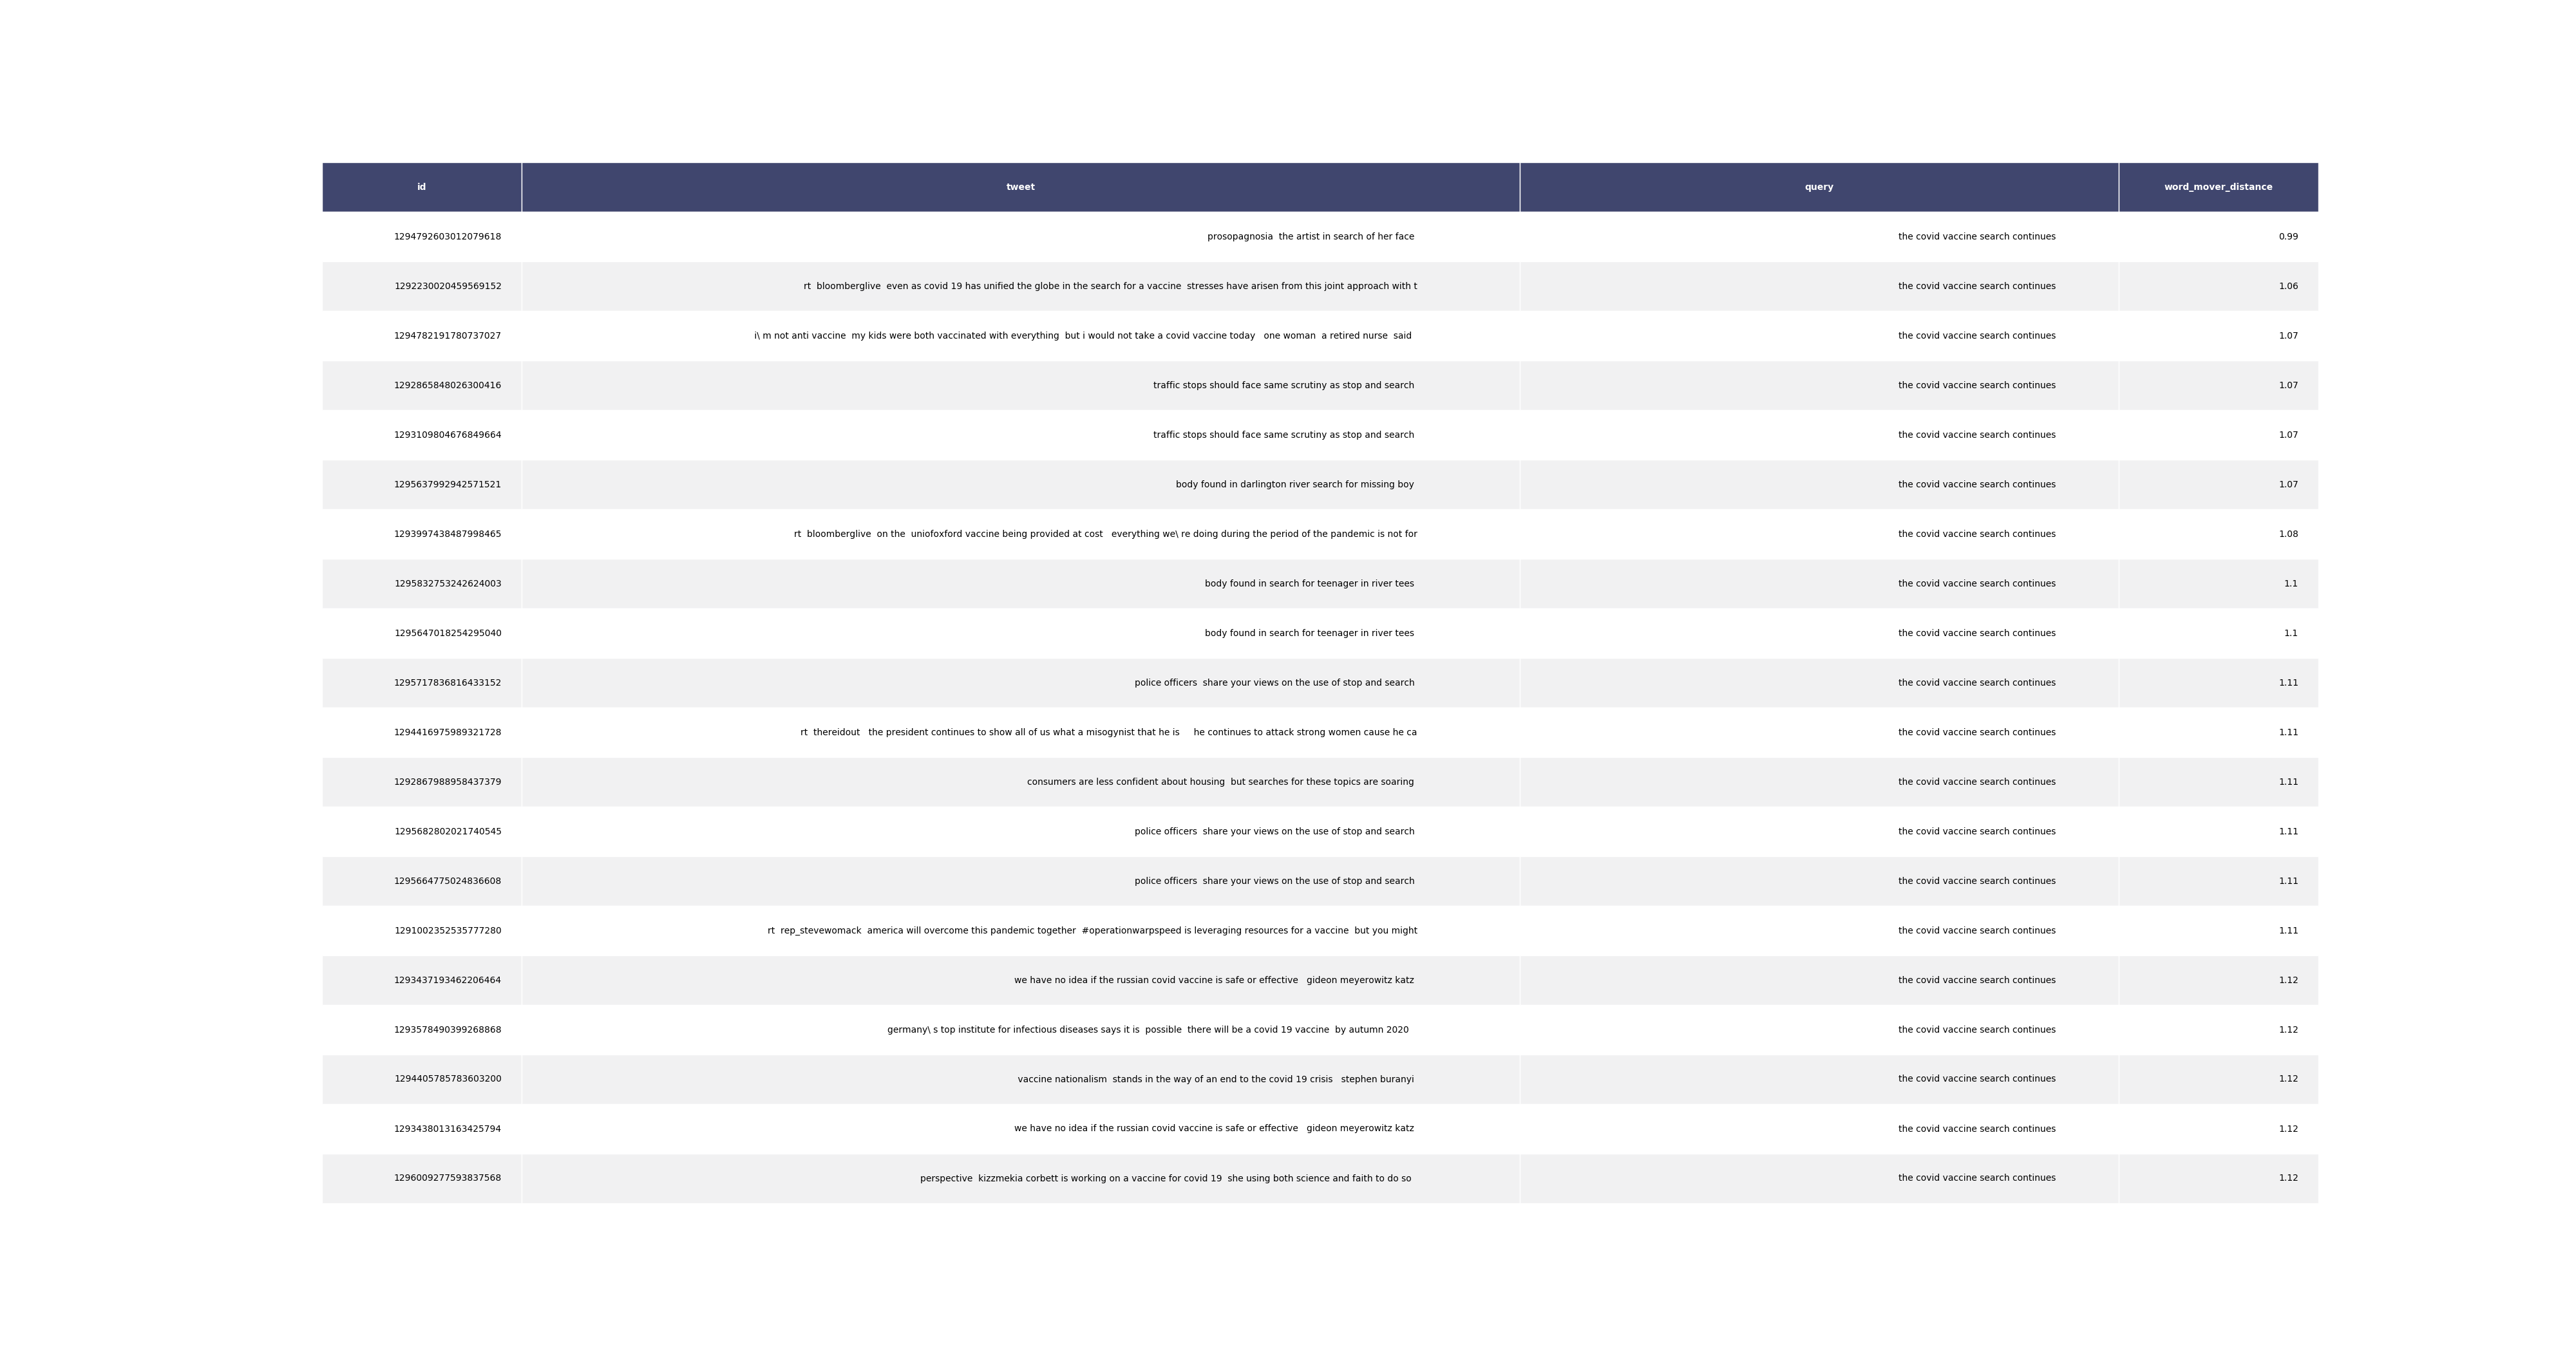 id tweet query word_mover_distance
1294792603012079618 prosopagnosia  the artist in search of her face the covid vaccine search continues 0.99
1292230020459569152 rt  bloomberglive  even as covid 19 has unified the globe in the search for a vaccine  stresses have arisen from this joint approach with t the covid vaccine search continues 1.06
1294782191780737027 i\ m not anti vaccine  my kids were both vaccinated with everything  but i would not take a covid vaccine today   one woman  a retired nurse  said the covid vaccine search continues 1.07
1292865848026300416 traffic stops should face same scrutiny as stop and search the covid vaccine search continues 1.07
1293109804676849664 traffic stops should face same scrutiny as stop and search the covid vaccine search continues 1.07
1295637992942571521 body found in darlington river search for missing boy the covid vaccine search continues 1.07
1293997438487998465 rt  bloomberglive  on the  uniofoxford vaccine being provided at cost   everything we\ re doing during the period of the pandemic is not for the covid vaccine search continues 1.08
1295832753242624003 body found in search for teenager in river tees the covid vaccine search continues 1.1
1295647018254295040 body found in search for teenager in river tees the covid vaccine search continues 1.1
1295717836816433152 police officers  share your views on the use of stop and search the covid vaccine search continues 1.11
1294416975989321728 rt  thereidout   the president continues to show all of us what a misogynist that he is     he continues to attack strong women cause he ca the covid vaccine search continues 1.11
1292867988958437379 consumers are less confident about housing  but searches for these topics are soaring the covid vaccine search continues 1.11
1295682802021740545 police officers  share your views on the use of stop and search the covid vaccine search continues 1.11
1295664775024836608 police officers  share your views on the use of stop and search the covid vaccine search continues 1.11
1291002352535777280 rt  rep_stevewomack  america will overcome this pandemic together  #operationwarpspeed is leveraging resources for a vaccine  but you might the covid vaccine search continues 1.11
1293437193462206464 we have no idea if the russian covid vaccine is safe or effective   gideon meyerowitz katz the covid vaccine search continues 1.12
1293578490399268868 germany\ s top institute for infectious diseases says it is  possible  there will be a covid 19 vaccine  by autumn 2020 the covid vaccine search continues 1.12
1294405785783603200 vaccine nationalism  stands in the way of an end to the covid 19 crisis   stephen buranyi the covid vaccine search continues 1.12
1293438013163425794 we have no idea if the russian covid vaccine is safe or effective   gideon meyerowitz katz the covid vaccine search continues 1.12
1296009277593837568 perspective  kizzmekia corbett is working on a vaccine for covid 19  she using both science and faith to do so the covid vaccine search continues 1.12